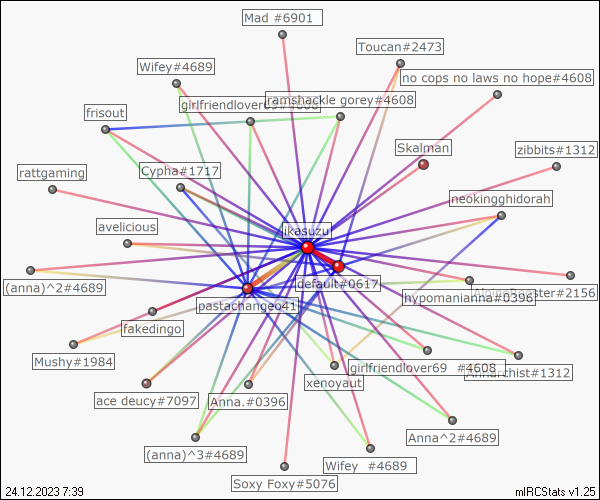 Mad #6901
Toucan#2473
Wifey#4689
no cops no laws no hope#4608
girlfriendlover69#4608
ramshackle gorey#4608
frisout
Skalman
zibbits#1312
Cypha#1717
rattgaming
neokingghidorah
avelicious
ikasuzu
default#0617
(anna)^2#4689
hypomanianna#0396
#2156
pastachangeo41
fakedingo
Mushy#1984
girlfriendlover69 #4608
Annarchist#1312
xenoyaut
ace deucy#7097
Anna.#0396
Anna^2#4689
(anna)^3#4689
Wifey #4689
Soxy Foxy#5076
24.12.2023 7:39
mIRCStats v1.25